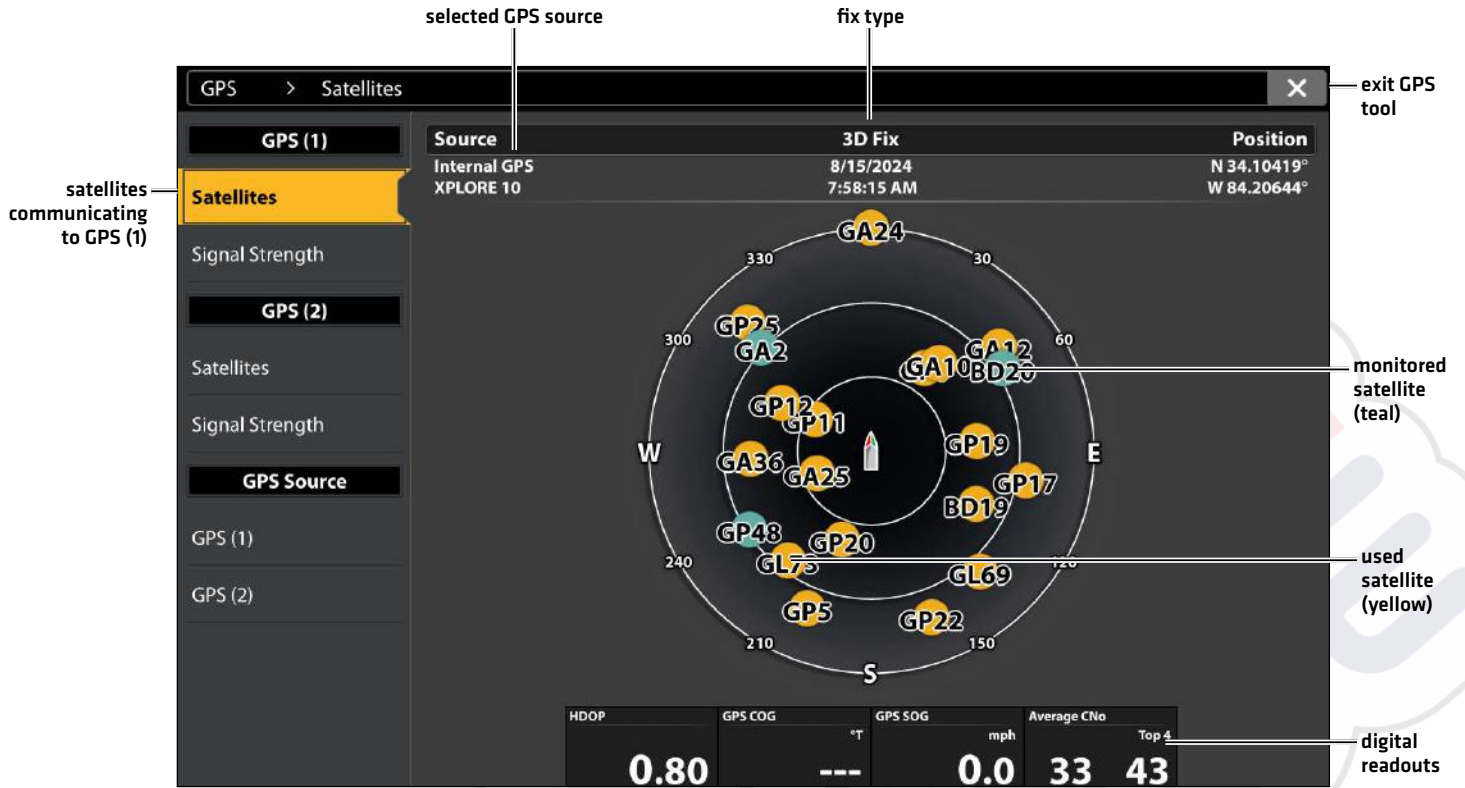 selected GPS source
fix type
GPS > Satellites
exit GPS
tool
GPS (1)
Source 3D Fix Position
Internal GPS 8/15/2024 N 34.10419°
XPLORE 10 7:58:15 AM W 84.20644°
satellites
communicating
to GPS (1)
Satellites
Signal Strength
GPS (2)
Satellites
Signal Strength
GPS Source
GPS (1)
GPS (2)
GA24
330
30
GP25
300
GA2
GA12
60
GA10
BD20
monitored
satellite
(teal)
GP12
GP11
GP19
W
E
GA36
GA25
GP17
BD19
GP48
GP20
240
GL73
GL69
120
used
satellite
(yellow)
GP5
GP22
210
150
S
HDOP GPS COG GPS SOG Average CNo
°T mph Top 4
0.80 --- 0.0 33 43
digital
readouts